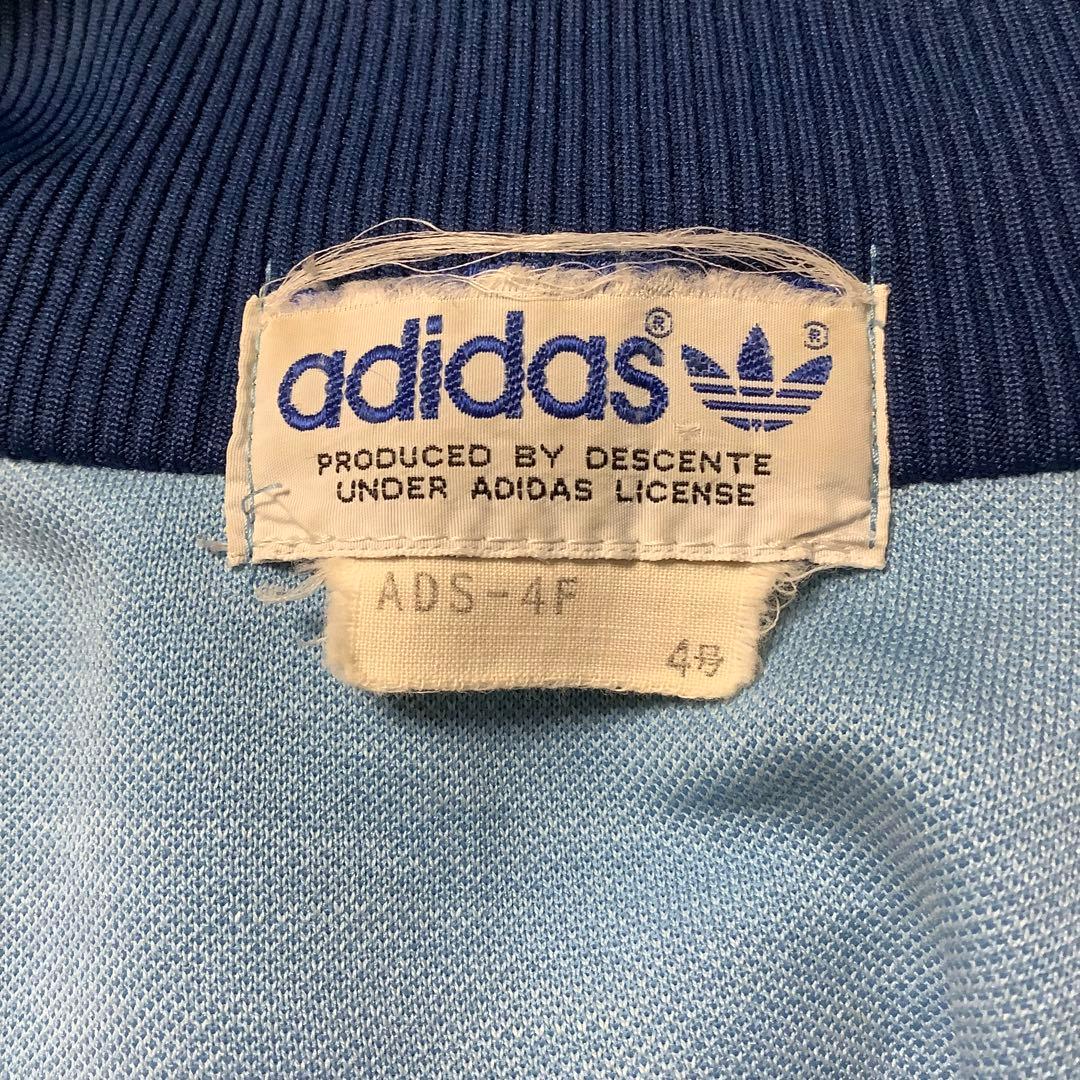 adidas® ®
PRODUCED BY DESCENTE
UNDER ADIDAS LICENSE
ADS-4F
4号